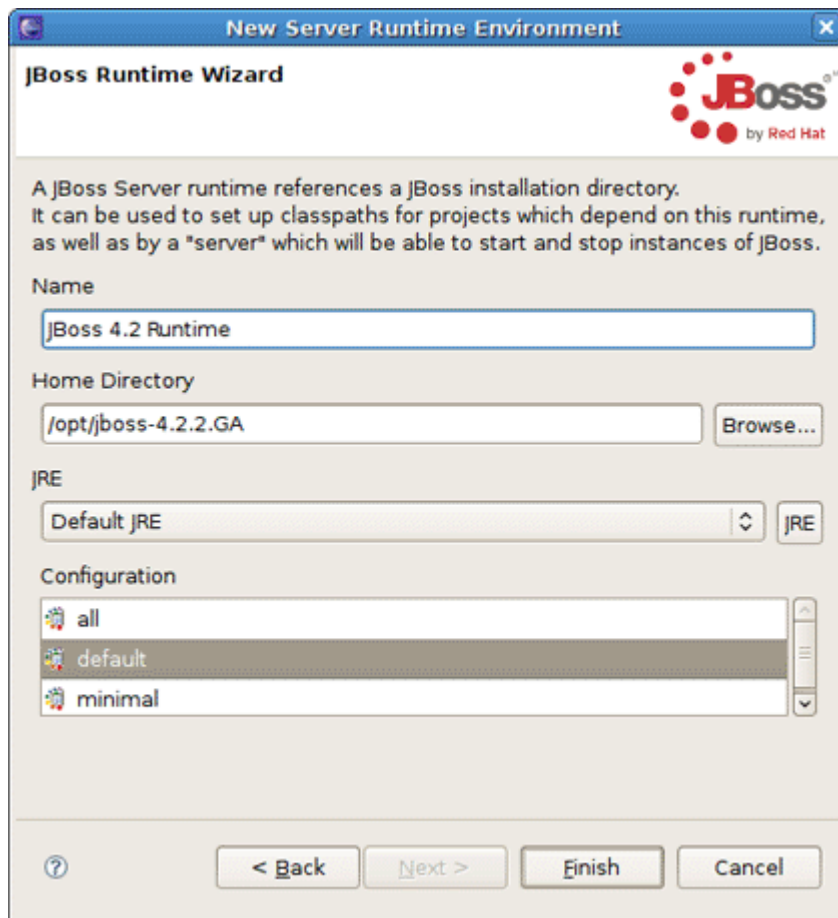 New Server Runtime Environment
JBoss Runtime Wizard
JBoss
by Red Hat
A JBoss Server runtime references a JBoss installation directory.
It can be used to set up classpaths for projects which depend on this runtime,
as well as by a "server" which will be able to start and stop instances of JBoss.
Name
JBoss 4.2 Runtime
Home Directory
/opt/jboss-4.2.2.GA
Browse...
JRE
Default JRE
JRE
Configuration
all
default
minimal
?
< Back
Next >
Finish
Cancel